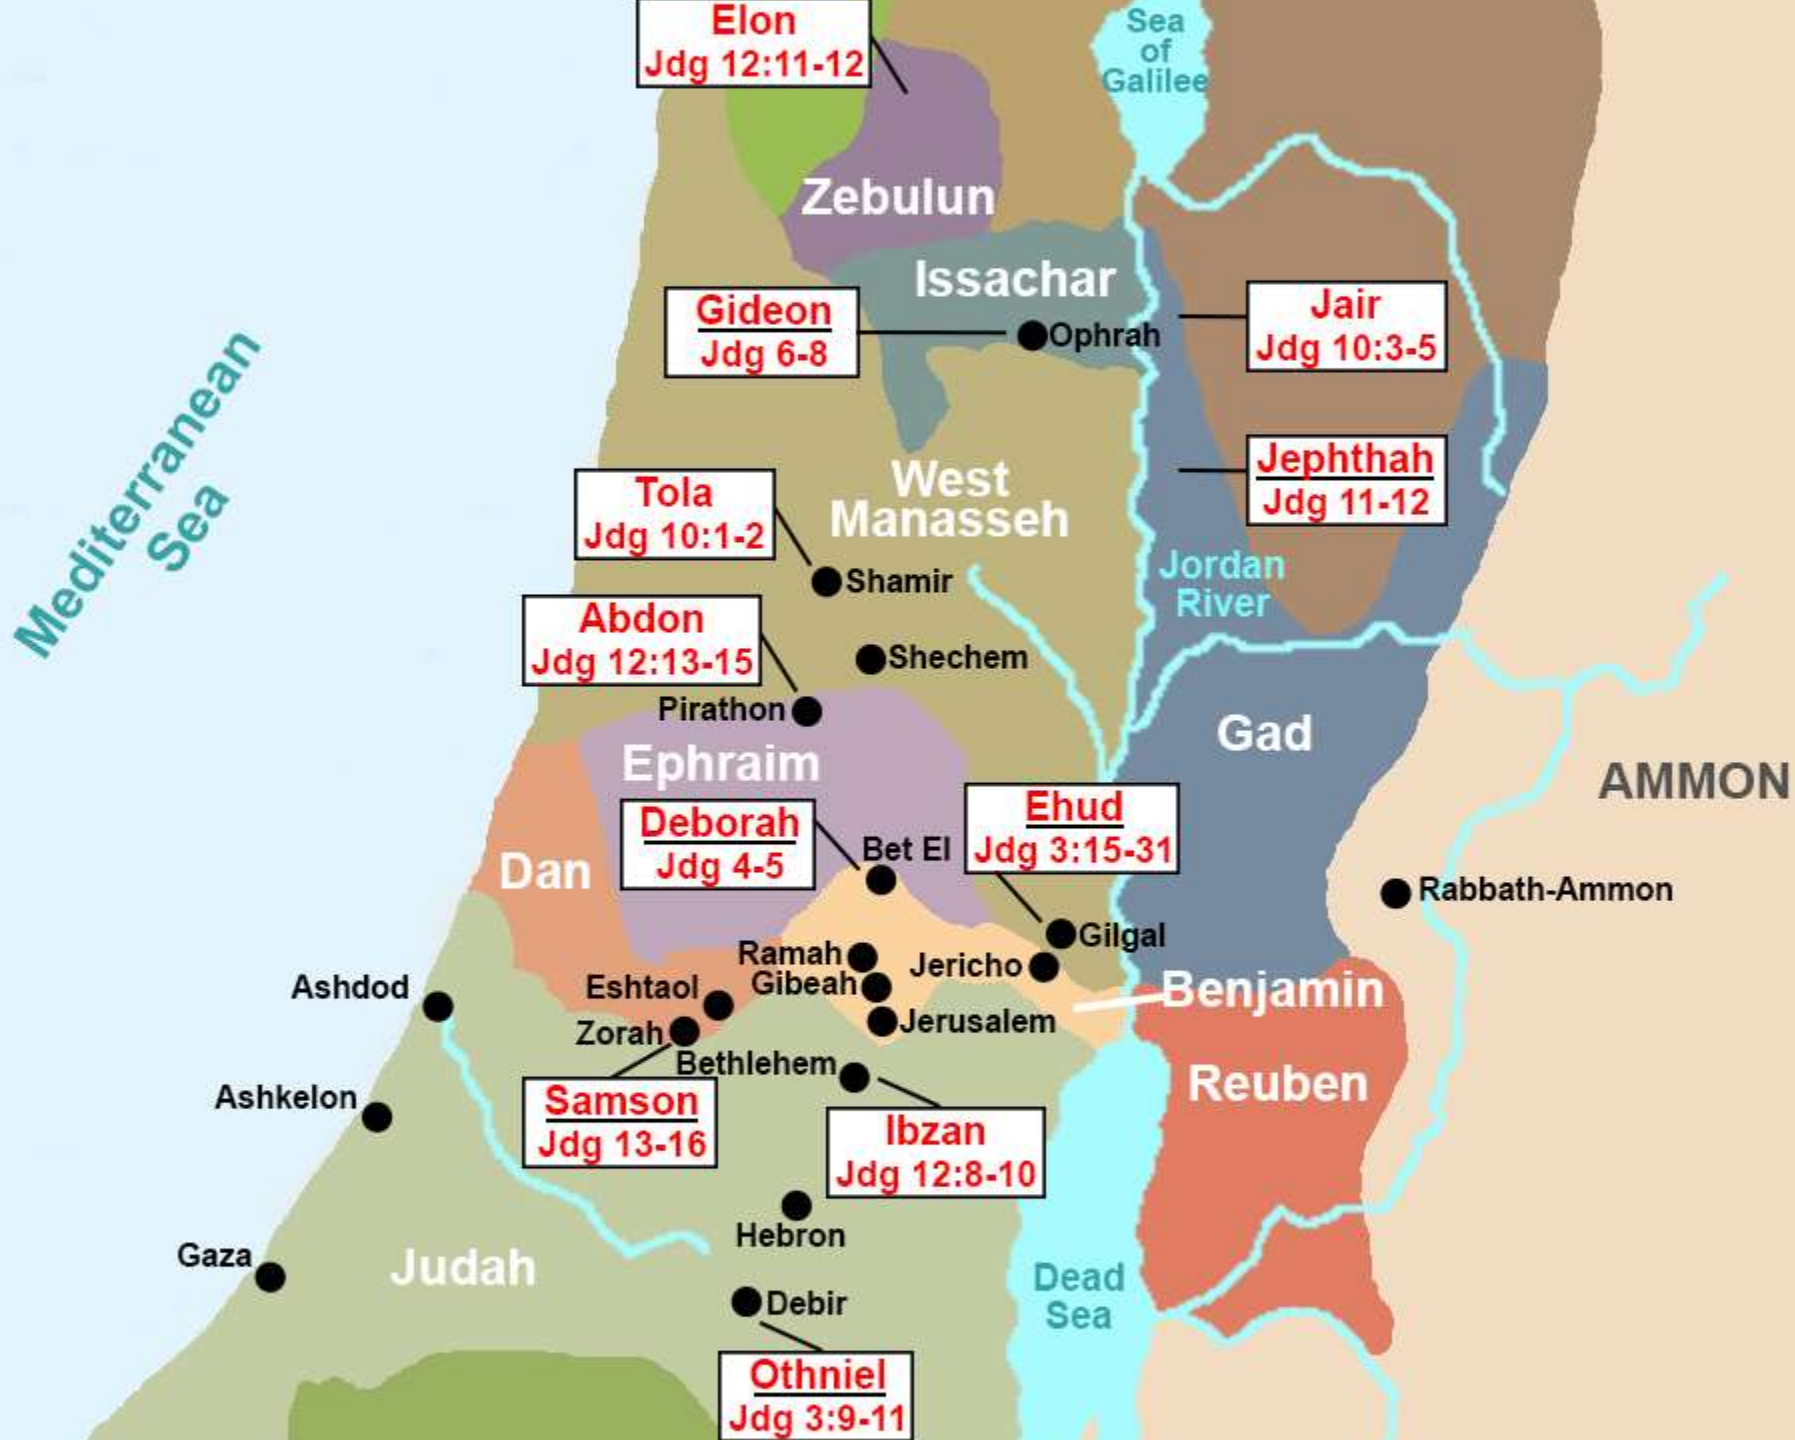 Elon
Jdg 12:11-12
Sea
of
Galilee
Zebulun
Issachar
Gideon
Jdg 6-8
Ophrah
Jair
Jdg 10:3-5
Mediterranean
Sea
West
Manasseh
Jephthah
Jdg 11-12
Tola
Jdg 10:1-2
Shamir
Jordan
River
Abdon
Jdg 12:13-15
Shechem
Pirathon
Ephraim
Gad
AMMON
Deborah
Jdg 4-5
Bet El
Ehud
Jdg 3:15-31
Dan
Rabbath-Ammon
Gilgal
Ramah
Jericho
Gibeah
Benjamin
Ashdod
Eshtaol
Zorah
Jerusalem
Bethlehem
Reuben
Ashkelon
Samson
Jdg 13-16
Ibzan
Jdg 12:8-10
Hebron
Gaza
Judah
Dead
Sea
Debir
Othniel
Jdg 3:9-11